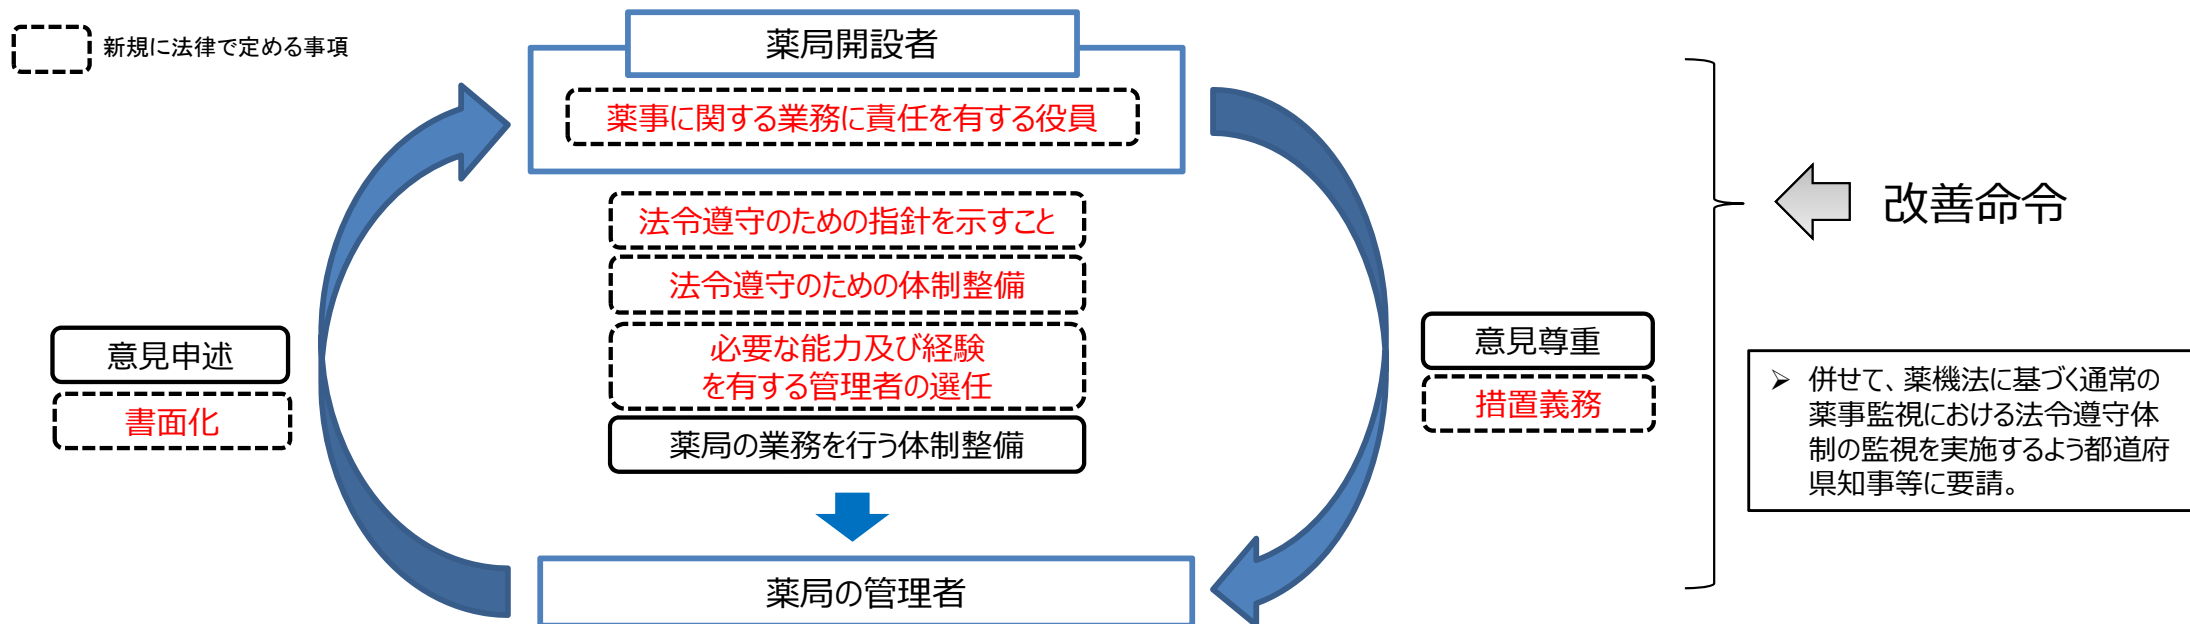 新規に法律で定める事項
薬局開設者
薬事に関する業務に責任を有する役員
法令遵守のための指針を示すこと
法令遵守のための体制整備
必要な能力及び経験
を有する管理者の選任
薬局の業務を行う体制整備
意見申述
書面化
意見尊重
措置義務
薬局の管理者
改善命令
➢ 併せて、薬機法に基づく通常の
薬事監視における法令遵守体
制の監視を実施するよう都道府
県知事等に要請。